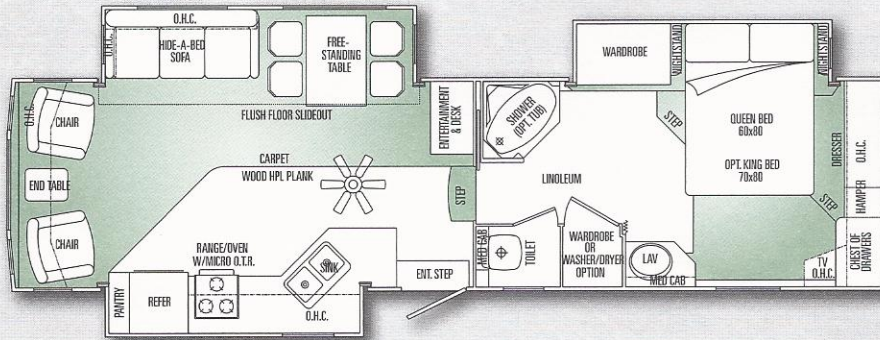 O.H.C.
O.H.C.
HIDE-A-BED
SOFA
FREE-
STANDING
TABLE
FLUSH FLOOR SLIDEOUT
ENTERTAINMENT
& DESK
O.H.C.
CHAIR
END TABLE
CHAIR
CARPET
WOOD HPL PLANK
STEP
RANGE/OVEN
W/MICRO O.T.R.
SINK
PANTRY
REFER
O.H.C.
ENT. STEP
WARDROBE
NIGHTSTAND
NIGHTSTAND
SHOWER
(OPT. TUB)
STEP
QUEEN BED
60x80
OPT. KING BED
70x80
LINOLEUM
STEP
DRESSER
O.H.C.
HAMPER
MED CAB
TOILET
WARDROBE
OR
WASHER/DRYER
OPTION
LAV
MED CAB
TV
O.H.C.
CHEST OF
DRAWERS